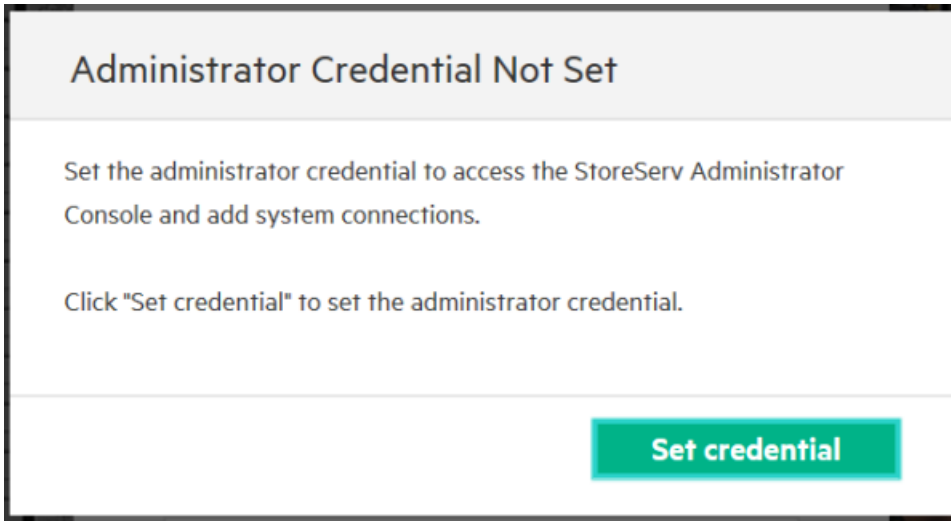 Administrator Credential Not Set
Set the administrator credential to access the StoreServ Administrator
Console and add system connections.
Click "Set credential" to set the administrator credential.
Set credential